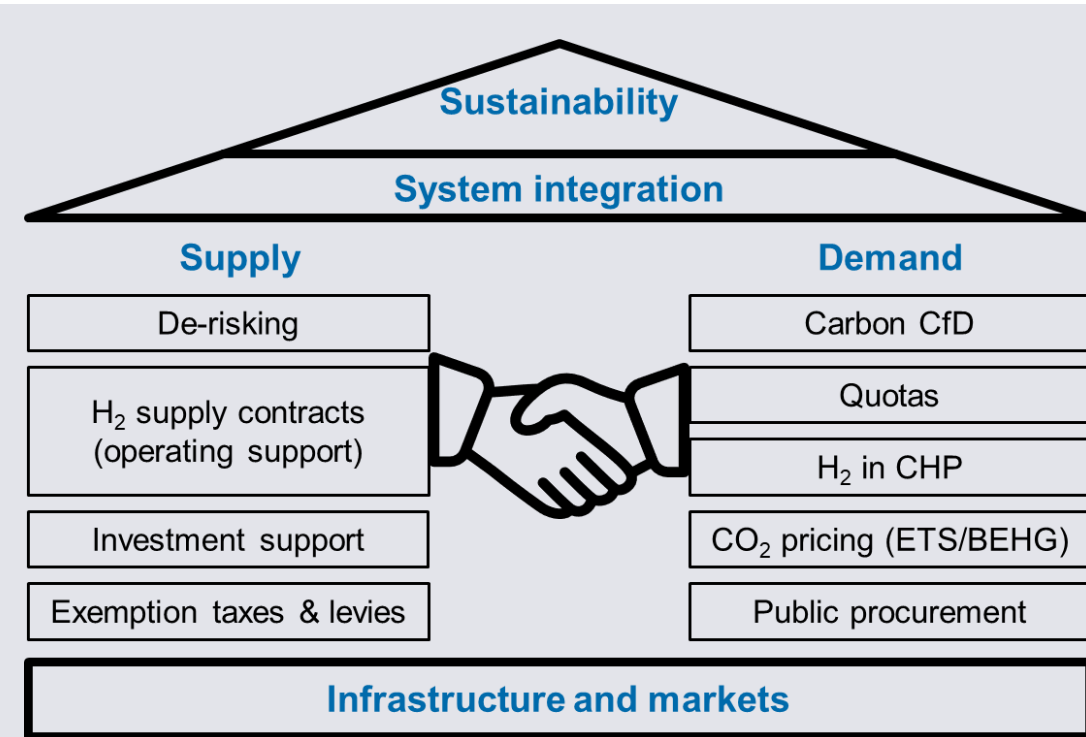 Sustainability
System integration
Supply
De-risking
H₂ supply contracts
(operating support)
Investment support
Exemption taxes & levies
Demand
Carbon CfD
Quotas
H₂ in CHP
CO₂ pricing (ETS/BEHG)
Public procurement
Infrastructure and markets